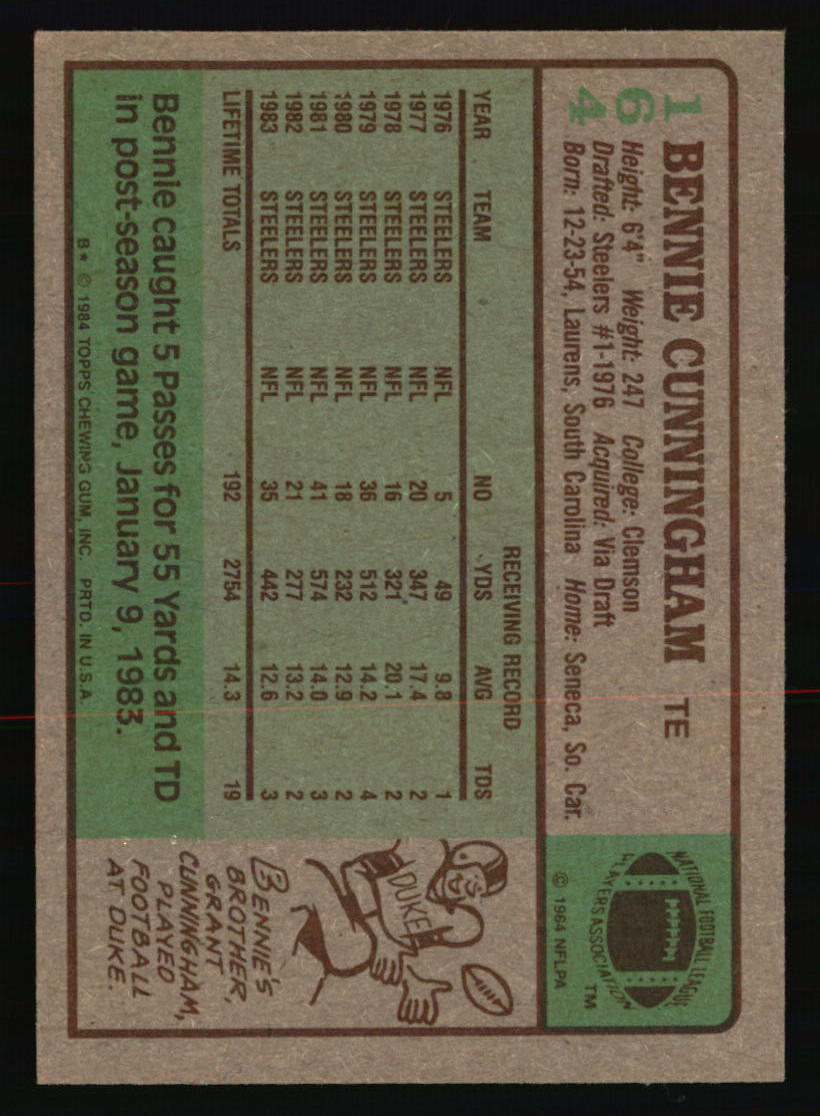 164
BENNIE CUNNINGHAM TE
Height: 6'4" Weight: 247 College: Clemson
Drafted: Steelers #1-1976 Acquired: Via Draft
Born: 12-23-54, Laurens, South Carolina Home: Seneca, So. Car.
NATIONAL FOOTBALL LEAGUE
PLAYERS ASSOCIATION
TM
© 1964 NFLPA
RECEIVING RECORD
YEAR TEAM NO YDS AVG TDS
1976 STEELERS NFL 5 49 9.8 1
1977 STEELERS NFL 20 347 17.4 2
1978 STEELERS NFL 16 321 20.1 2
1979 STEELERS NFL 36 512 14.2 4
1980 STEELERS NFL 18 232 12.9 2
1981 STEELERS NFL 41 574 14.0 3
1982 STEELERS NFL 21 277 13.2 2
1983 STEELERS NFL 35 442 12.6 3
LIFETIME TOTALS 192 2754 14.3 19
Bennie caught 5 Passes for 55 Yards and TD
in post-season game, January 9, 1983.
B* © 1984 TOPPS CHEWING GUM, INC. PRTD. IN U.S.A.
DUKE
BENNIE'S
BROTHER,
GRANT
CUNNINGHAM,
PLAYED
FOOTBALL
AT DUKE.